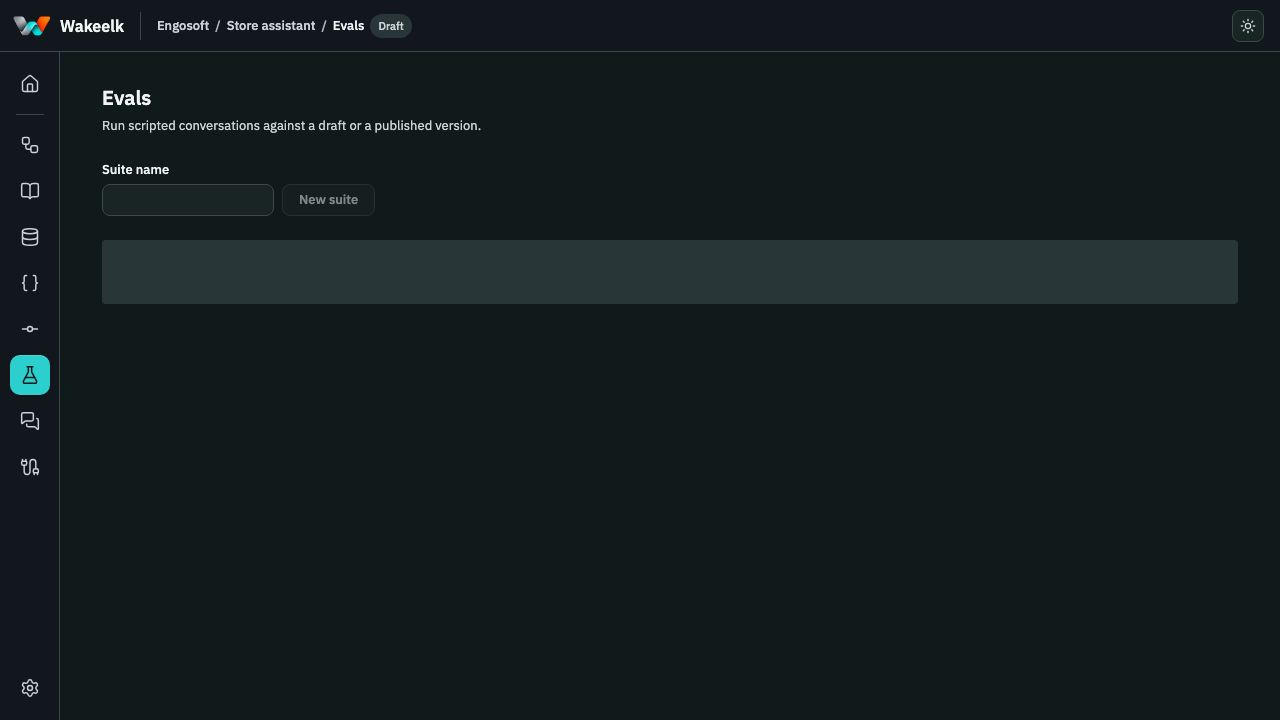 Wakeelk
Engosoft / Store assistant / Evals Draft
Evals
Run scripted conversations against a draft or a published version.
Suite name
New suite